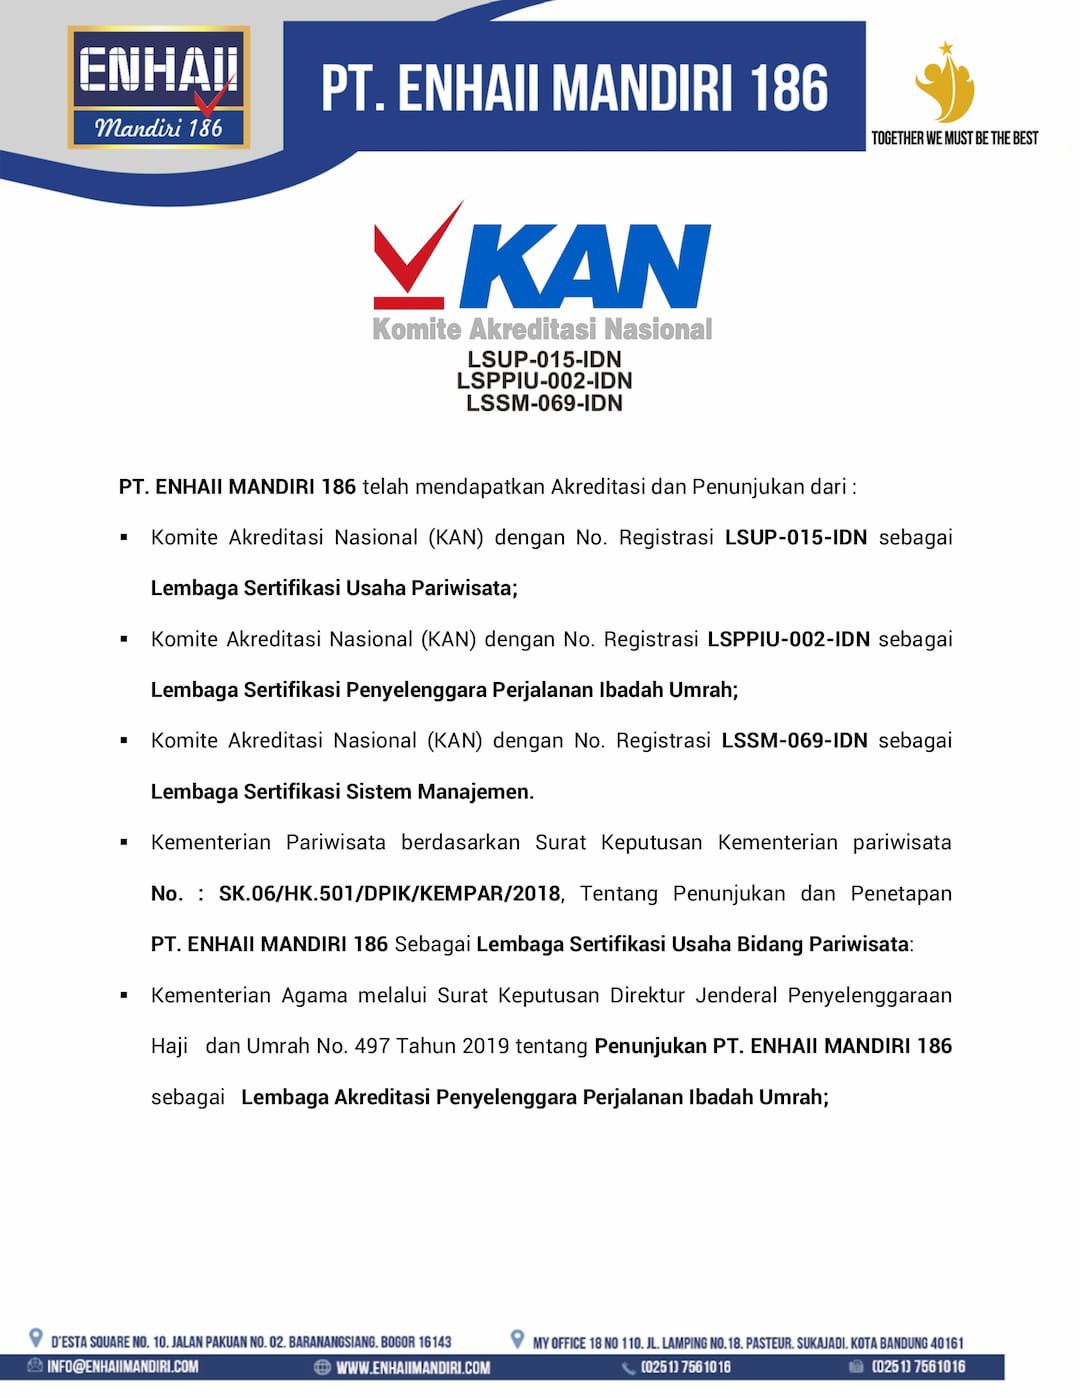 ENHAII
Mandiri 186
PT. ENHAII MANDIRI 186
TOGETHER WE MUST BE THE BEST
KAN
Komite Akreditasi Nasional
LSUP-015-IDN
LSPPIU-002-IDN
LSSM-069-IDN
PT. ENHAII MANDIRI 186 telah mendapatkan Akreditasi dan Penunjukan dari :
▪ Komite Akreditasi Nasional (KAN) dengan No. Registrasi LSUP-015-IDN sebagai
Lembaga Sertifikasi Usaha Pariwisata;
▪ Komite Akreditasi Nasional (KAN) dengan No. Registrasi LSPPIU-002-IDN sebagai
Lembaga Sertifikasi Penyelenggara Perjalanan Ibadah Umrah;
▪ Komite Akreditasi Nasional (KAN) dengan No. Registrasi LSSM-069-IDN sebagai
Lembaga Sertifikasi Sistem Manajemen.
▪ Kementerian Pariwisata berdasarkan Surat Keputusan Kementerian pariwisata
No. : SK.06/HK.501/DPIK/KEMPAR/2018, Tentang Penunjukan dan Penetapan
PT. ENHAII MANDIRI 186 Sebagai Lembaga Sertifikasi Usaha Bidang Pariwisata:
▪ Kementerian Agama melalui Surat Keputusan Direktur Jenderal Penyelenggaraan
Haji dan Umrah No. 497 Tahun 2019 tentang Penunjukan PT. ENHAII MANDIRI 186
sebagai Lembaga Akreditasi Penyelenggara Perjalanan Ibadah Umrah;
D'ESTA SQUARE NO. 10. JALAN PAKUAN NO. 02. BARANANGSIANG. BOGOR 16143
MY OFFICE 18 NO 110. JL. LAMPING NO.18. PASTEUR. SUKAJADI. KOTA BANDUNG 40161
INFO@ENHAIIMANDIRI.COM
WWW.ENHAIIMANDIRI.COM
(0251) 7561016
(0251) 7561016